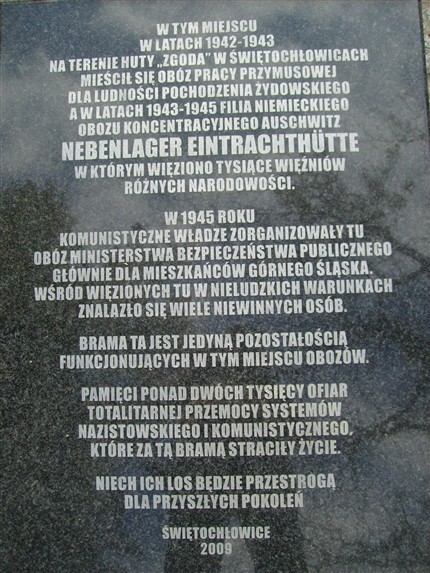 W TYM MIEJSCU
W LATACH 1942-1943
NA TERENIE HUTY „ZGODA” W ŚWIĘTOCHŁOWICACH
MIEŚCIŁ SIĘ OBÓZ PRACY PRZYMUSOWEJ
DLA LUDNOŚCI POCHODZENIA ŻYDOWSKIEGO
A W LATACH 1943-1945 FILIA NIEMIECKIEGO
OBOZU KONCENTRACYJNEGO AUSCHWITZ
NEBENLAGER EINTRACHTHÜTTE
W KTÓRYM WIĘZIONO TYSIĄCE WIĘŹNIÓW
RÓŻNYCH NARODOWOŚCI.
W 1945 ROKU
KOMUNISTYCZNE WŁADZE ZORGANIZOWAŁY TU
OBÓZ MINISTERSTWA BEZPIECZEŃSTWA PUBLICZNEGO
GŁÓWNIE DLA MIESZKAŃCÓW GÓRNEGO ŚLĄSKA.
WŚRÓD WIĘZIONYCH TU W NIELUDZKICH WARUNKACH
ZNALAZŁO SIĘ WIELE NIEWINNYCH OSÓB.
BRAMA TA JEST JEDYNĄ POZOSTAŁOŚCIĄ
FUNKCJONUJĄCYCH W TYM MIEJSCU OBOZÓW.
PAMIĘCI PONAD DWÓCH TYSIĘCY OFIAR
TOTALITARNEJ PRZEMOCY SYSTEMÓW
NAZISTOWSKIEGO I KOMUNISTYCZNEGO,
KTÓRE ZA TĄ BRAMĄ STRACIŁY ŻYCIE.
NIECH ICH LOS BĘDZIE PRZESTROGĄ
DLA PRZYSZŁYCH POKOLEŃ
ŚWIĘTOCHŁOWICE
2009